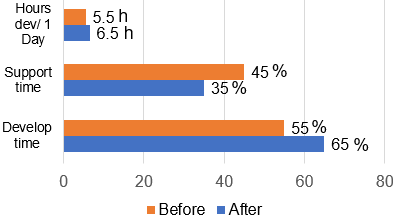 Hours
dev/ 1
Day
5.5 h
6.5 h
Support
time
45 %
35 %
Develop
time
55 %
65 %
0 20 40 60 80
Before After